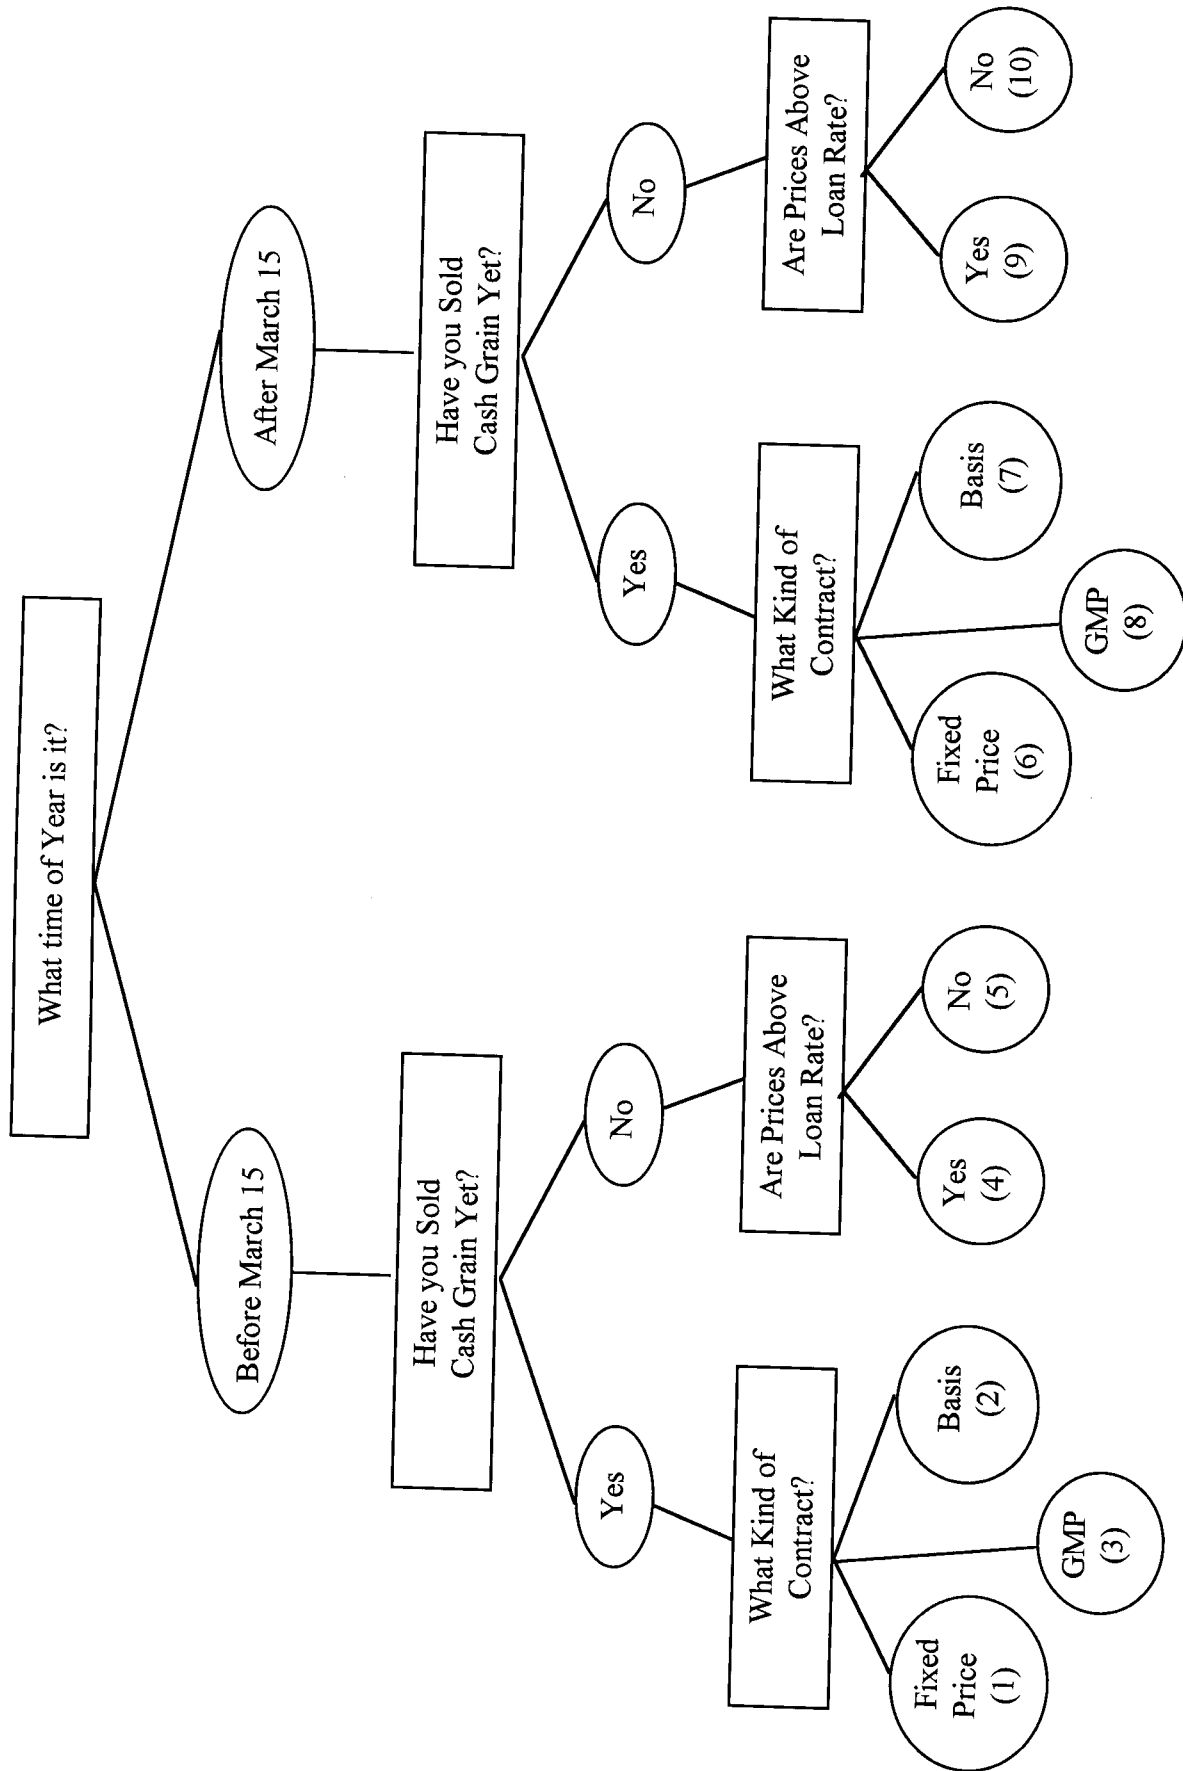 What time of Year is it?
Before March 15
After March 15
Have you Sold
Cash Grain Yet?
Have you Sold
Cash Grain Yet?
Yes
No
Yes
No
What Kind of
Contract?
Are Prices Above
Loan Rate?
What Kind of
Contract?
Are Prices Above
Loan Rate?
Fixed
Price
(1)
GMP
(3)
Basis
(2)
Yes
(4)
No
(5)
Fixed
Price
(6)
GMP
(8)
Basis
(7)
Yes
(9)
No
(10)